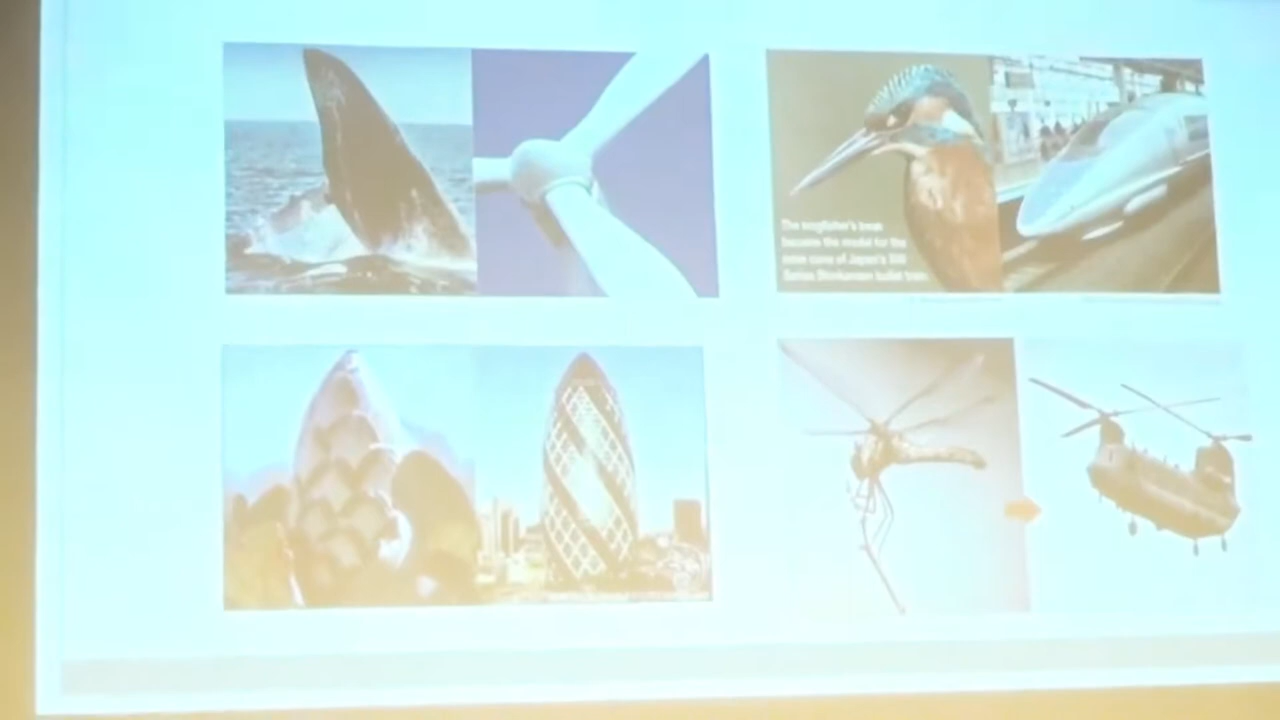 The kingfisher's beak
became the model for the
nose cone of Japan's 500
Series Shinkansen bullet train.